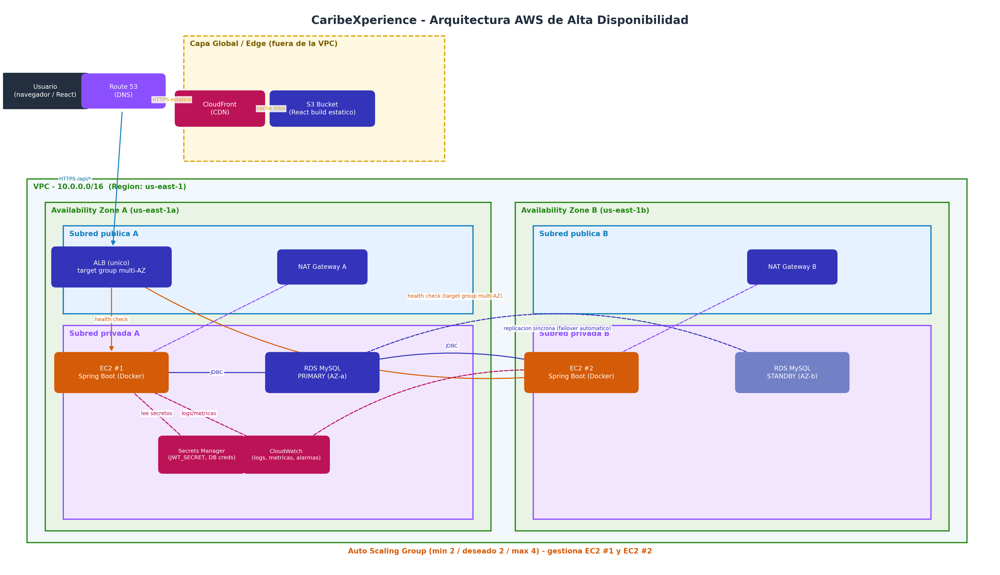 CaribeXperience - Arquitectura AWS de Alta Disponibilidad
Capa Global / Edge (fuera de la VPC)
Usuario
(navegador / React)
Route 53
(DNS)
HTTPS estatico
CloudFront
(CDN)
cache miss
S3 Bucket
(React build estatico)
HTTPS /api/*
VPC - 10.0.0.0/16  (Region: us-east-1)
Availability Zone A (us-east-1a)
Availability Zone B (us-east-1b)
Subred publica A
Subred publica B
ALB (unico)
target group multi-AZ
NAT Gateway A
NAT Gateway B
health check (target group multi-AZ)
health check
replicacion sincrona (failover automatico)
Subred privada A
Subred privada B
JDBC
EC2 #1
Spring Boot (Docker)
JDBC
RDS MySQL
PRIMARY (AZ-a)
EC2 #2
Spring Boot (Docker)
RDS MySQL
STANDBY (AZ-b)
lee secretos
logs/metricas
Secrets Manager
(JWT_SECRET, DB creds)
CloudWatch
(logs, metricas, alarmas)
Auto Scaling Group (min 2 / deseado 2 / max 4) - gestiona EC2 #1 y EC2 #2